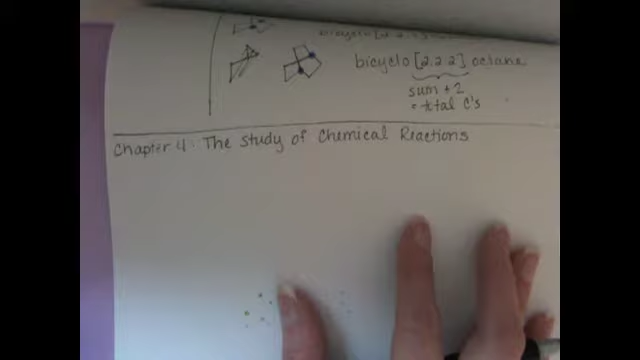 bicyclo [2.2.2] octane
sum + 2
= total C's
Chapter 4: The Study of Chemical Reactions